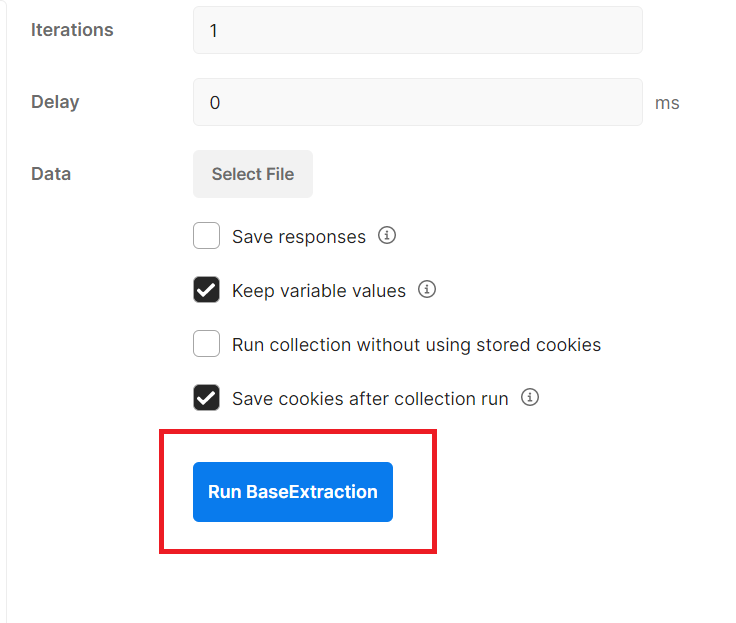 Iterations
1
Delay
0
ms
Data
Select File
Save responses
Keep variable values
Run collection without using stored cookies
Save cookies after collection run
Run BaseExtraction